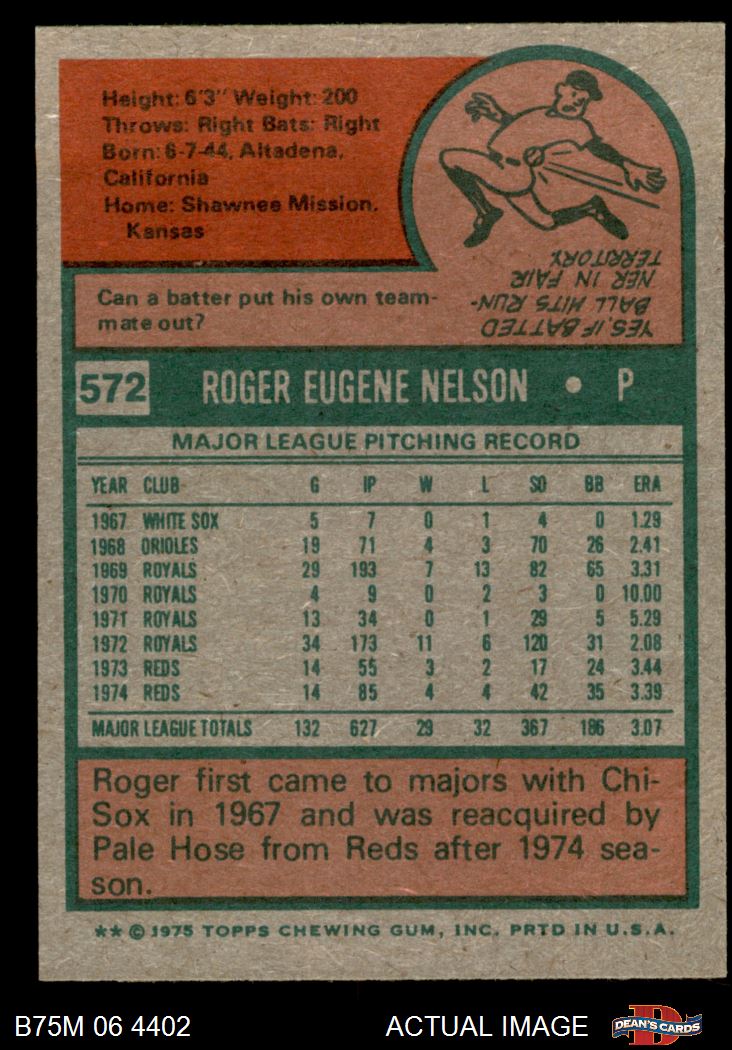 Height: 6'3" Weight: 200
Throws: Right Bats: Right
Born: 6-7-44, Altadena,
California
Home: Shawnee Mission,
Kansas
Can a batter put his own team-
mate out?
YES, IF BATTED
BALL HITS RUN-
NER IN FAIR
TERRITORY.
572 ROGER EUGENE NELSON • P
MAJOR LEAGUE PITCHING RECORD
YEAR CLUB G IP W L SO BB ERA
1967 WHITE SOX 5 7 0 1 4 0 1.29
1968 ORIOLES 19 71 4 3 70 26 2.41
1969 ROYALS 29 193 7 13 82 65 3.31
1970 ROYALS 4 9 0 2 3 0 10.00
1971 ROYALS 13 34 0 1 29 5 5.29
1972 ROYALS 34 173 11 6 120 31 2.08
1973 REDS 14 55 3 2 17 24 3.44
1974 REDS 14 85 4 4 42 35 3.39
MAJOR LEAGUE TOTALS 132 627 29 32 367 186 3.07
Roger first came to majors with Chi-
Sox in 1967 and was reacquired by
Pale Hose from Reds after 1974 sea-
son.
** © 1975 TOPPS CHEWING GUM, INC. PRTD IN U.S.A.
B75M 06 4402 ACTUAL IMAGE D DEAN'S CARDS